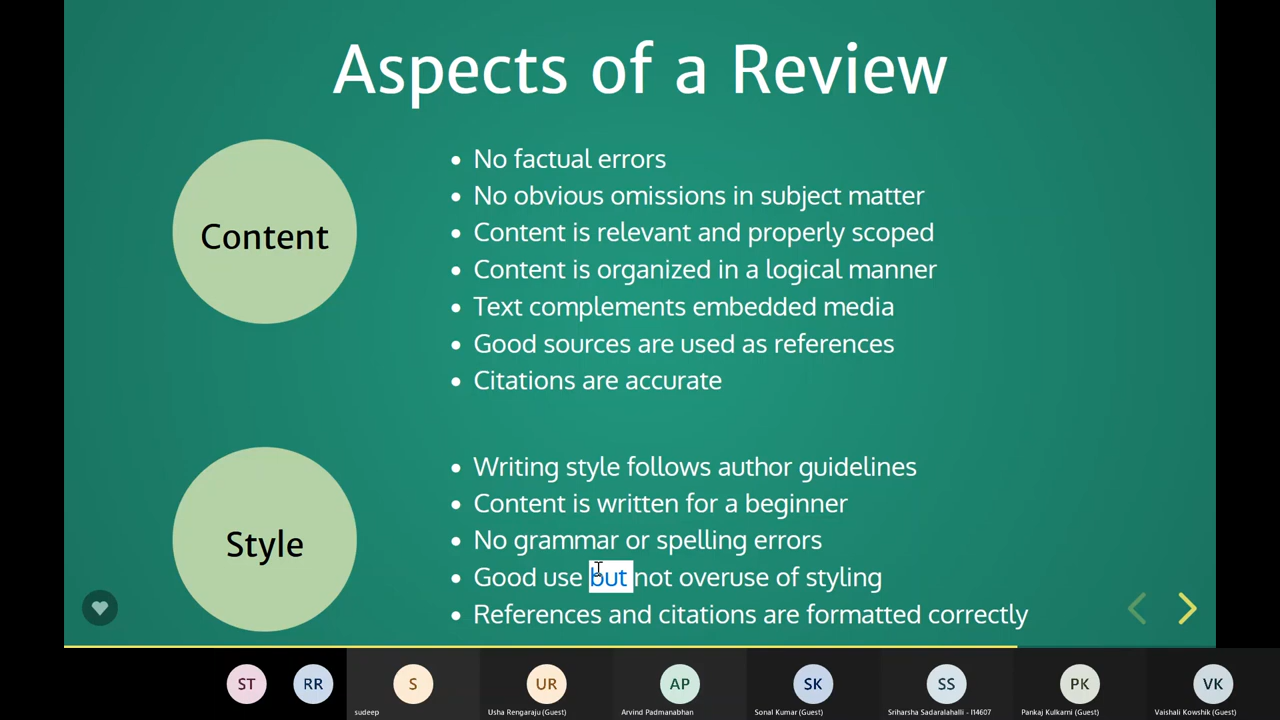 Aspects of a Review
Content
No factual errors
No obvious omissions in subject matter
Content is relevant and properly scoped
Content is organized in a logical manner
Text complements embedded media
Good sources are used as references
Citations are accurate
Style
Writing style follows author guidelines
Content is written for a beginner
No grammar or spelling errors
Good use but not overuse of styling
References and citations are formatted correctly
ST
RR
S
UR
AP
SK
SS
PK
VK
sudeep
Usha Rengaraju (Guest)
Arvind Padmanabhan
Sonal Kumar (Guest)
Sriharsha Sadaralahalli - I14607
Pankaj Kulkarni (Guest)
Vaishali Kowshik (Guest)